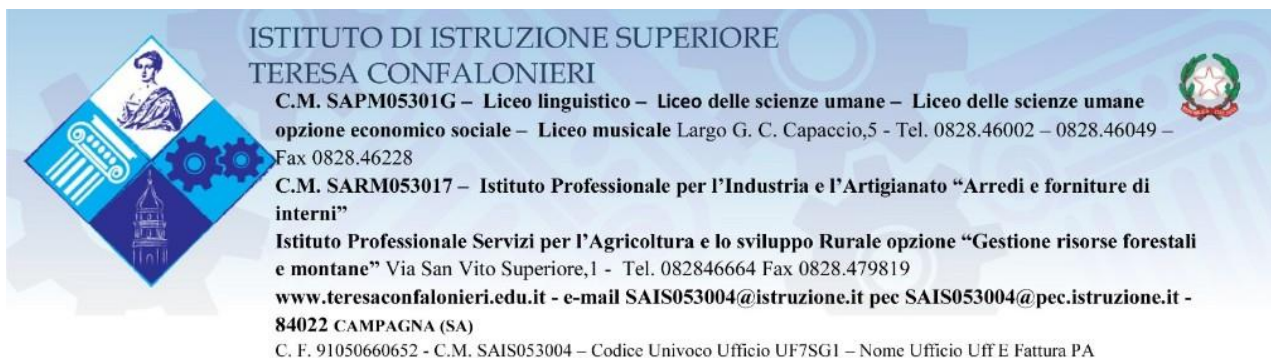 ISTITUTO DI ISTRUZIONE SUPERIORE
TERESA CONFALONIERI
C.M. SAPM05301G – Liceo linguistico – Liceo delle scienze umane – Liceo delle scienze umane
opzione economico sociale – Liceo musicale Largo G. C. Capaccio,5 - Tel. 0828.46002 – 0828.46049 –
Fax 0828.46228
C.M. SARM053017 – Istituto Professionale per l’Industria e l’Artigianato “Arredi e forniture di
interni”
Istituto Professionale Servizi per l’Agricoltura e lo sviluppo Rurale opzione “Gestione risorse forestali
e montane” Via San Vito Superiore,1 - Tel. 082846664 Fax 0828.479819
www.teresaconfalonieri.edu.it - e-mail SAIS053004@istruzione.it pec SAIS053004@pec.istruzione.it -
84022 CAMPAGNA (SA)
C. F. 91050660652 - C.M. SAIS053004 – Codice Univoco Ufficio UF7SG1 – Nome Ufficio Uff E Fattura PA